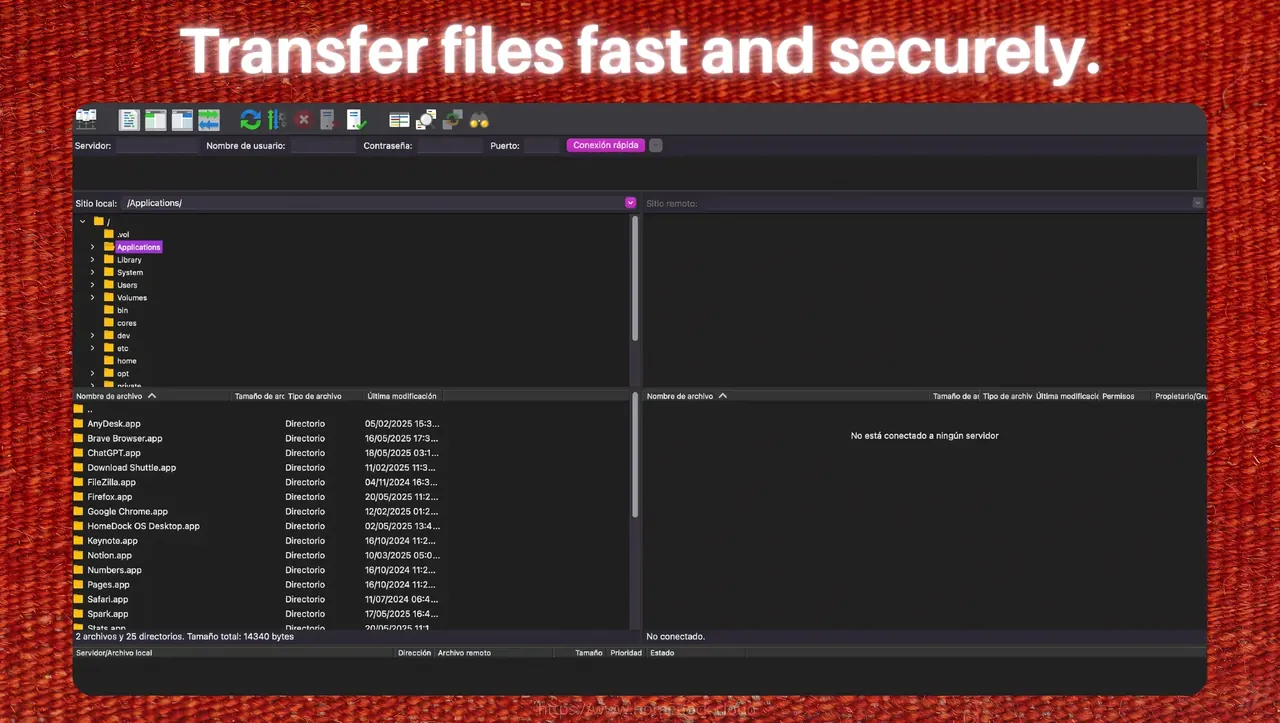 Transfer files fast and securely.
Servidor: Nombre de usuario: Contraseña: Puerto: Conexión rápida
Sitio local: /Applications/ Sitio remoto:
/
.vol
Applications
Library
System
Users
Volumes
bin
cores
dev
etc
home
opt
private
Nombre de archivo Tamaño de arc Tipo de archivo Última modificación
..
AnyDesk.app Directorio 05/02/2025 15:3...
Brave Browser.app Directorio 16/05/2025 17:3...
ChatGPT.app Directorio 18/05/2025 03:1...
Download Shuttle.app Directorio 11/02/2025 11:3...
FileZilla.app Directorio 04/11/2024 16:3...
Firefox.app Directorio 20/05/2025 11:2...
Google Chrome.app Directorio 12/02/2025 01:2...
HomeDock OS Desktop.app Directorio 02/05/2025 13:4...
Keynote.app Directorio 16/10/2024 11:2...
Notion.app Directorio 10/03/2025 05:0...
Numbers.app Directorio 16/10/2024 11:2...
Pages.app Directorio 16/10/2024 11:2...
Safari.app Directorio 11/07/2024 06:4...
Spark.app Directorio 17/05/2025 16:4...
Stats.app Directorio 20/05/2025 11:1...
2 archivos y 25 directorios. Tamaño total: 14340 bytes
Nombre de archivo Tamaño de ar Tipo de archiv Última modificació Permisos Propietario/Gru
No está conectado a ningún servidor
No conectado.
Servidor/Archivo local Dirección Archivo remoto Tamaño Prioridad Estado